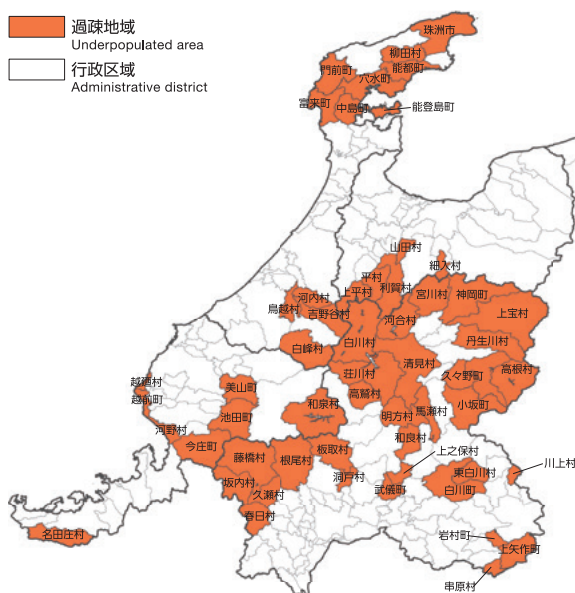 過疎地域
Underpopulated area
行政区域
Administrative district
珠洲市
柳田村
能都町
門前町
穴水町
富来町
中島町
能登島町
山田村
細入村
平村
上平村
利賀村
宮川村
神岡町
上宝村
河内村
鳥越村
吉野谷村
河合村
白川村
丹生川村
白峰村
清見村
荘川村
久々野町
高根村
高鷲村
越廼村
越前町
美山町
和泉村
池田町
明方村
馬瀬村
小坂町
河野村
今庄町
和良村
上之保村
藤橋村
根尾村
板取村
洞戸村
武儀町
東白川村
白川町
川上村
坂内村
久瀬村
春日村
名田庄村
岩村町
上矢作町
串原村